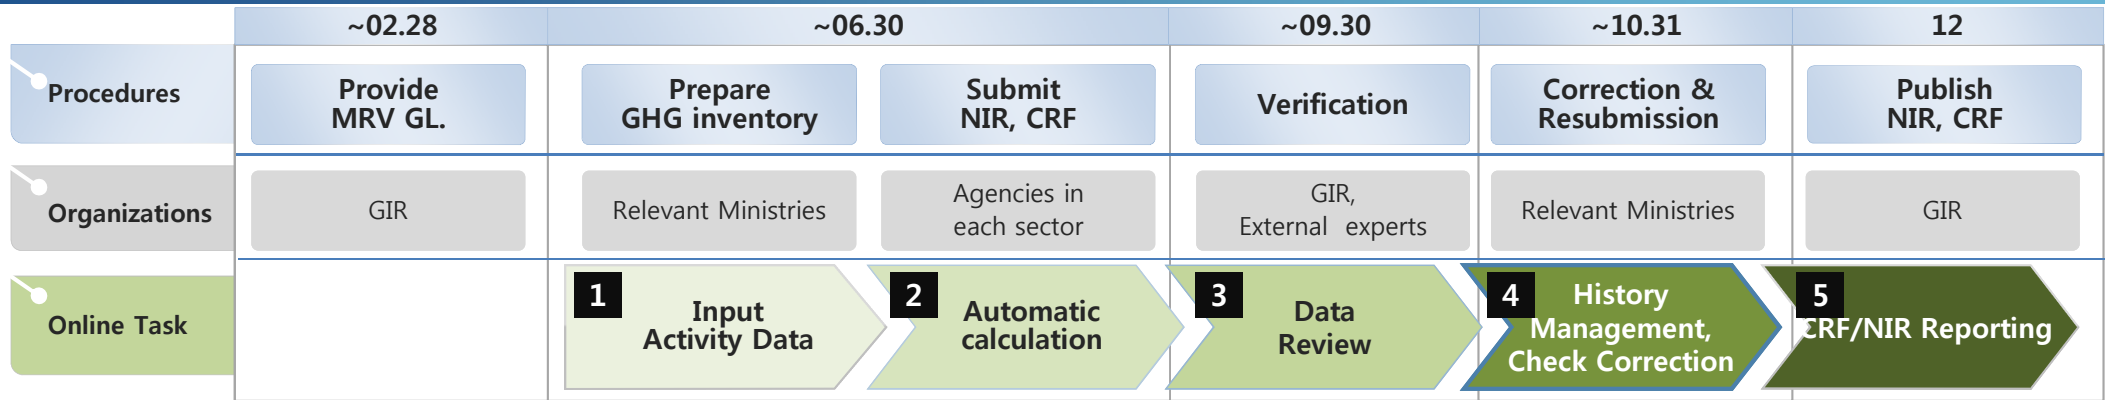 ~02.28
~06.30
~09.30
~10.31
12
Procedures
Provide
MRV GL.
Prepare
GHG inventory
Submit
NIR, CRF
Verification
Correction &
Resubmission
Publish
NIR, CRF
Organizations
GIR
Relevant Ministries
Agencies in
each sector
GIR,
External experts
Relevant Ministries
GIR
Online Task
1
Input
Activity Data
2
Automatic
calculation
3
Data
Review
4
History
Management,
Check Correction
5
CRF/NIR Reporting